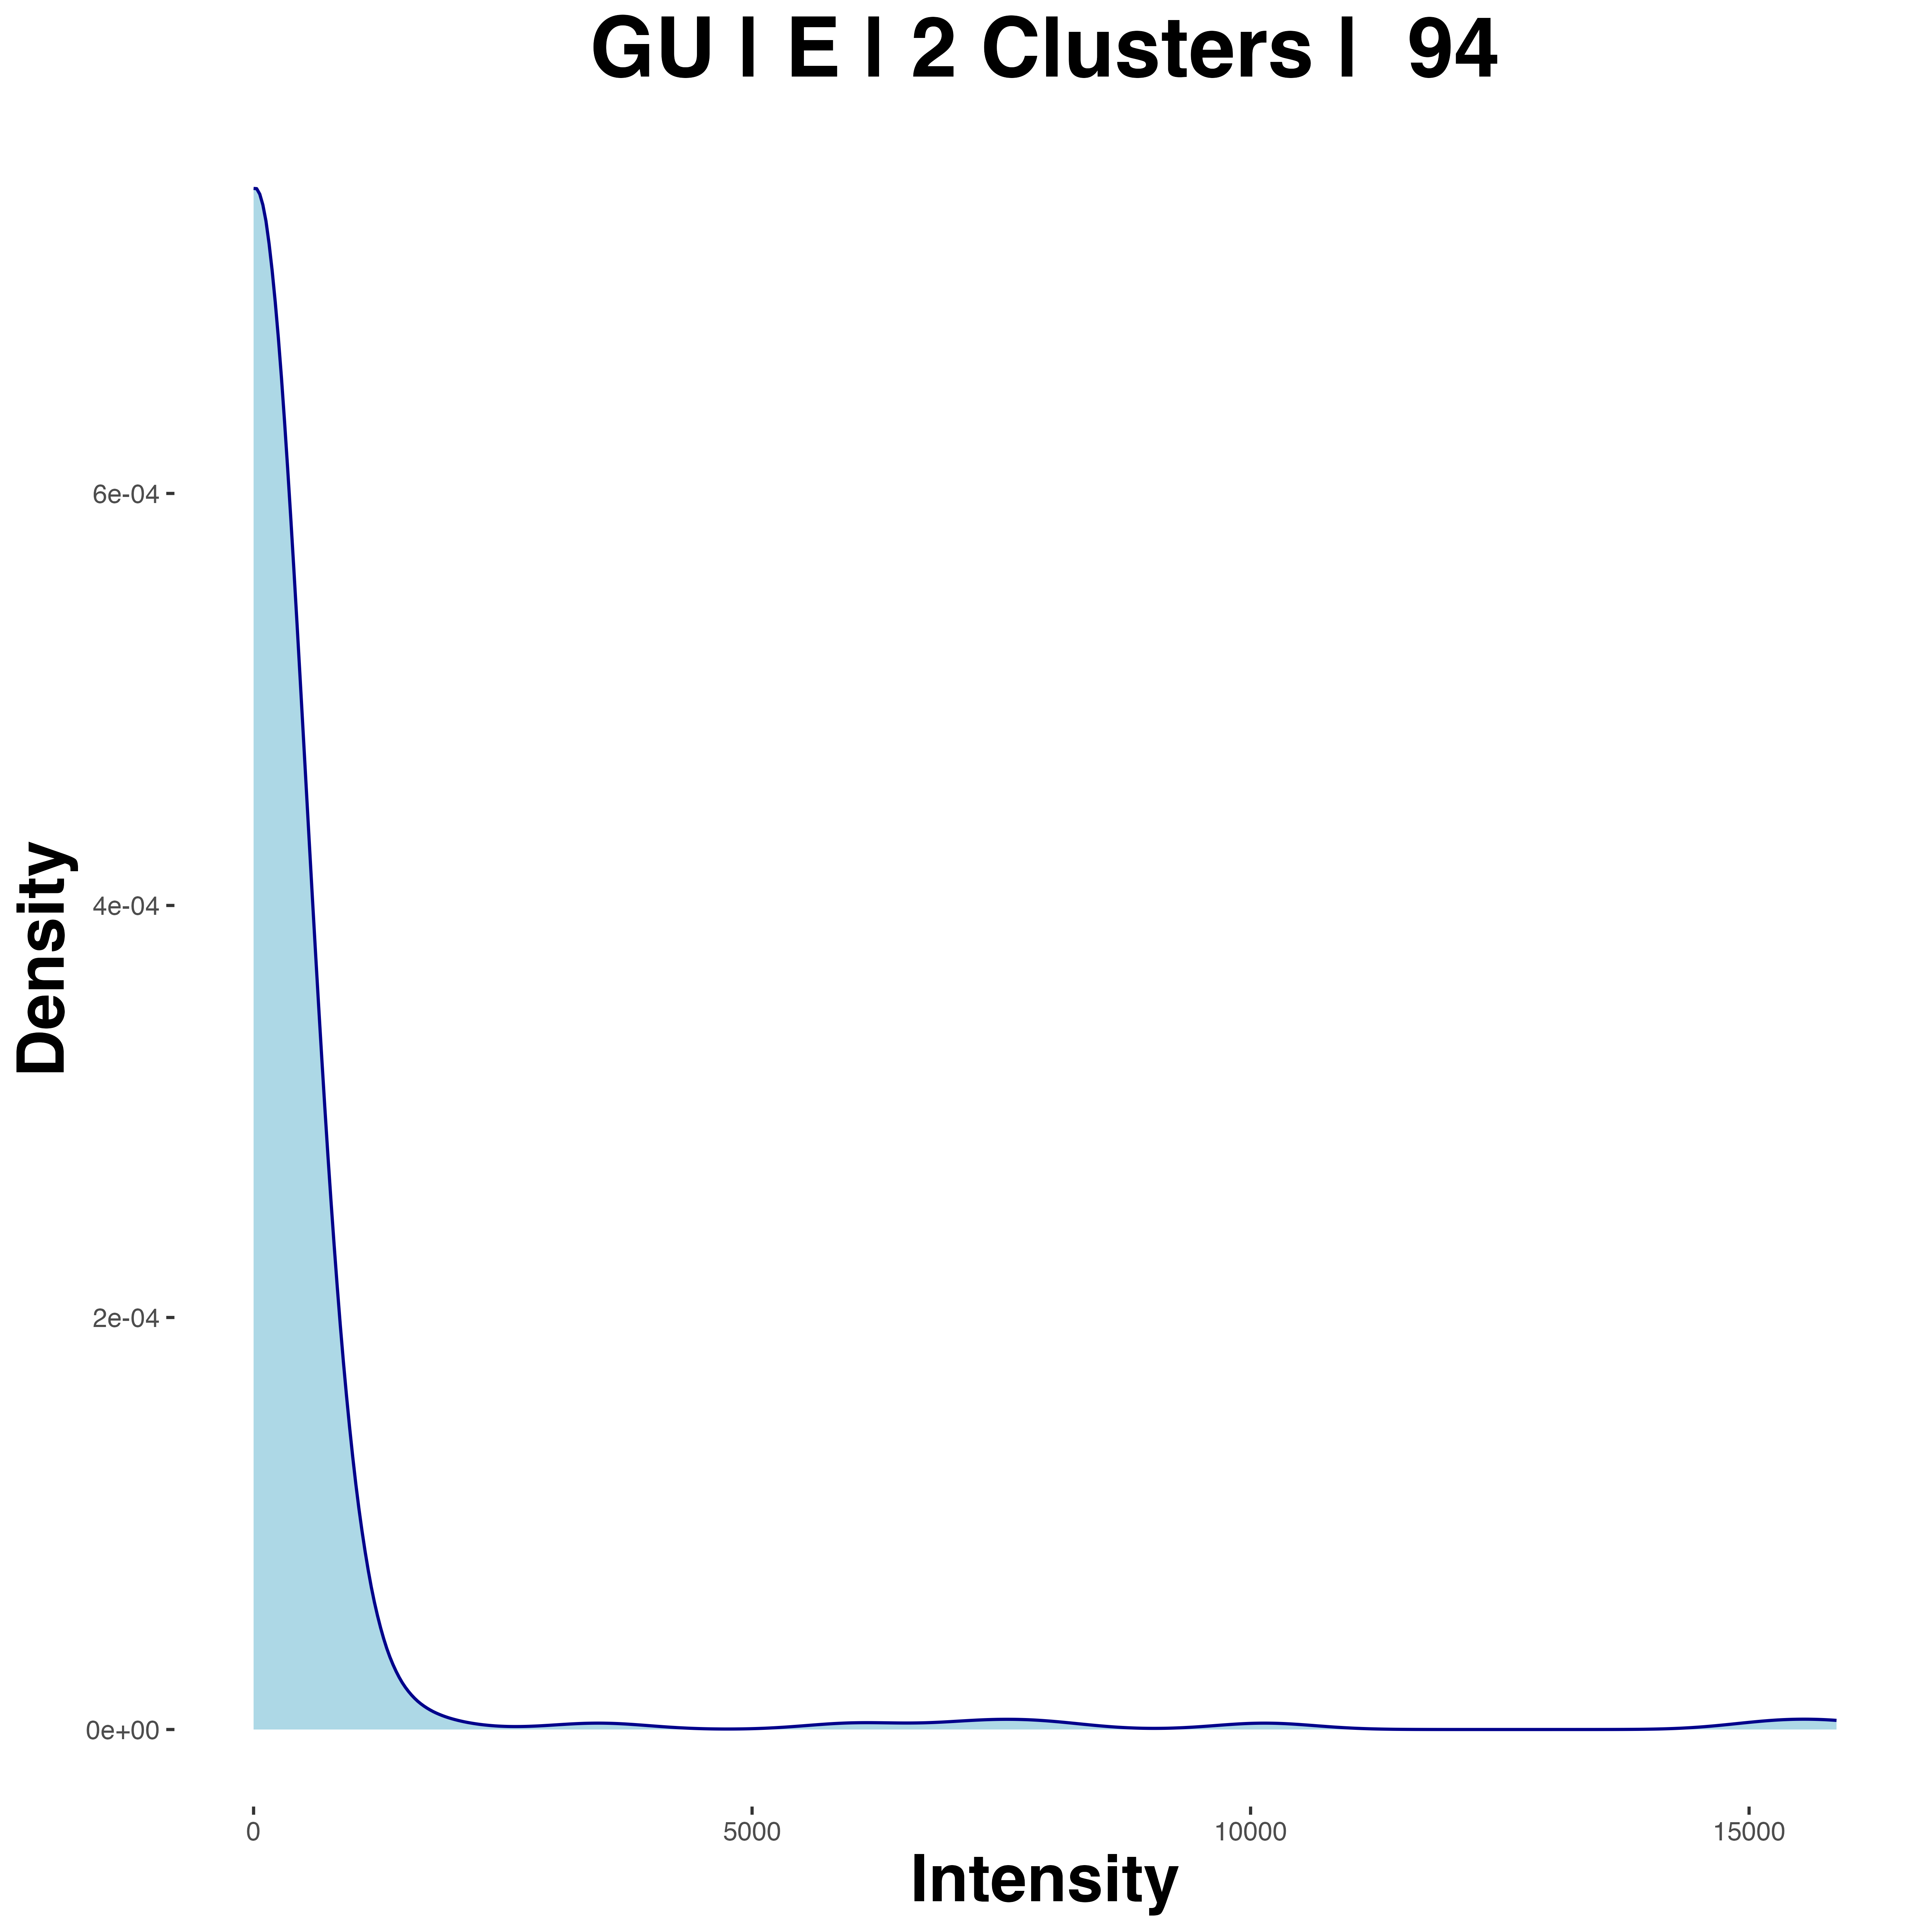 GU | E | 2 Clusters |  94
Density
6e-04
4e-04
2e-04
0e+00
0 5000 10000 15000
Intensity